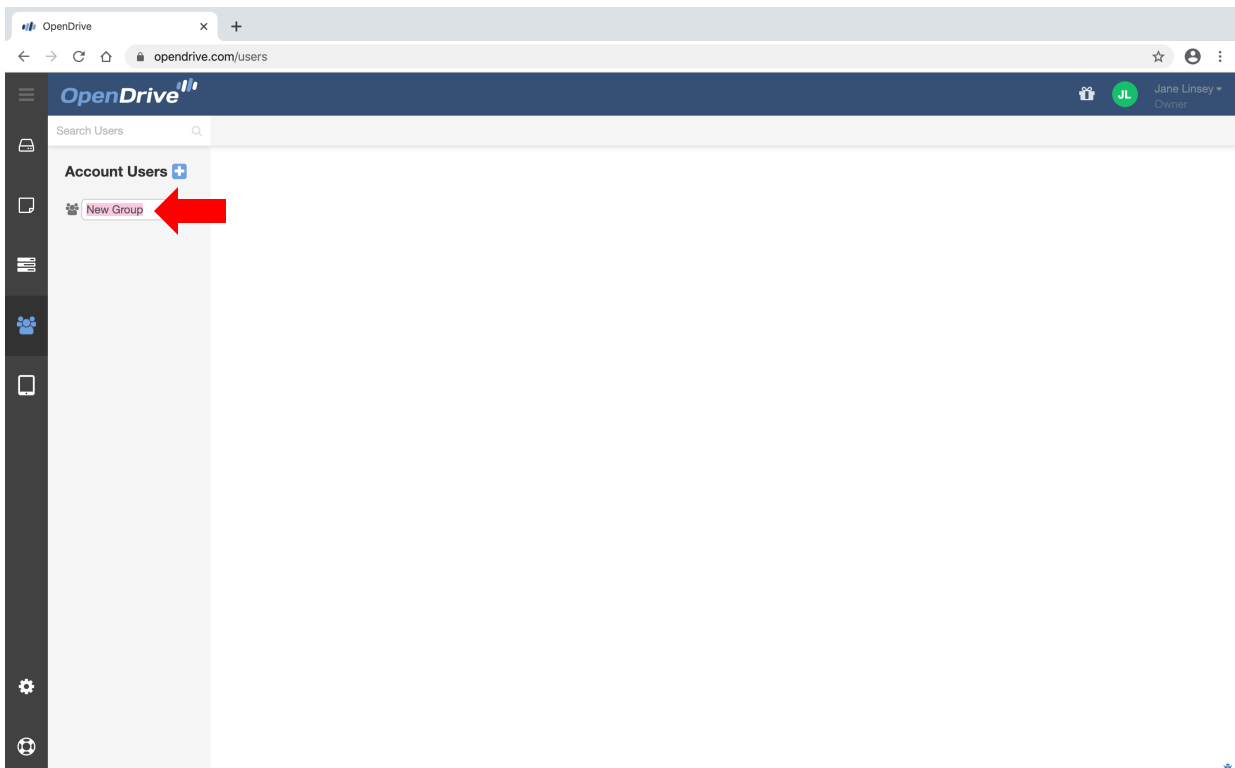 OpenDrive
opendrive.com/users
OpenDrive
JL
Jane Linsey
Owner
Search Users
Account Users
New Group